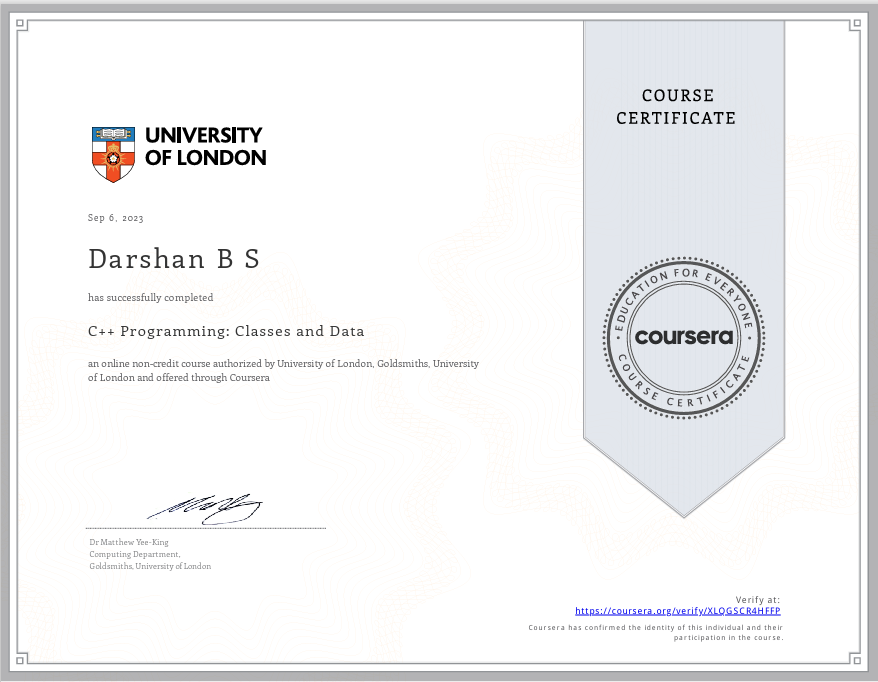 COURSE
CERTIFICATE
UNIVERSITY
OF LONDON
Sep 6, 2023
Darshan B S
has successfully completed
C++ Programming: Classes and Data
an online non-credit course authorized by University of London, Goldsmiths, University
of London and offered through Coursera
EDUCATION FOR EVERYONE
coursera
COURSE CERTIFICATE
Dr Matthew Yee-King
Computing Department,
Goldsmiths, University of London
Verify at:
https://coursera.org/verify/XLQGSCR4HFFP
Coursera has confirmed the identity of this individual and their
participation in the course.